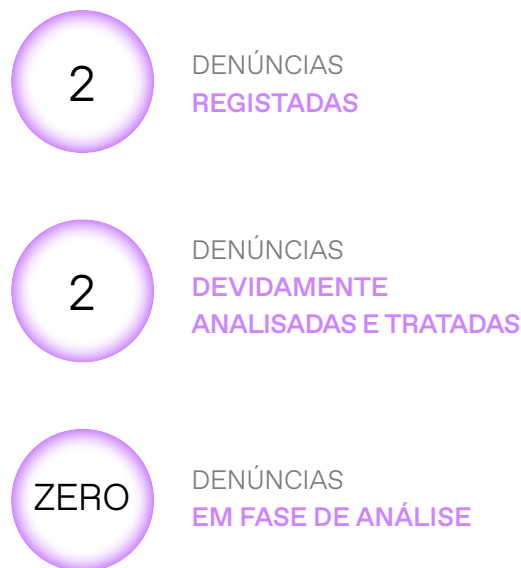 2
DENÚNCIAS
REGISTADAS
2
DENÚNCIAS
DEVIDAMENTE
ANALISADAS E TRATADAS
ZERO
DENÚNCIAS
EM FASE DE ANÁLISE